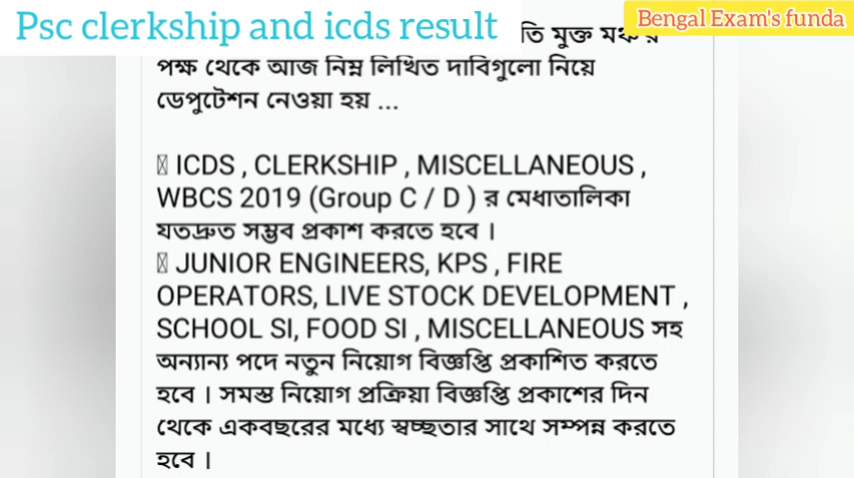 Psc clerkship and icds result
Bengal Exam's funda
তি মুক্ত
পক্ষ থেকে আজ নিম্ন লিখিত দাবিগুলো নিয়ে
ডেপুটেশন নেওয়া হয় ...
ICDS , CLERKSHIP , MISCELLANEOUS ,
WBCS 2019 (Group C / D ) র মেধাতালিকা
যতদ্রুত সম্ভব প্রকাশ করতে হবে ।
JUNIOR ENGINEERS, KPS , FIRE
OPERATORS, LIVE STOCK DEVELOPMENT ,
SCHOOL SI, FOOD SI , MISCELLANEOUS সহ
অন্যান্য পদে নতুন নিয়োগ বিজ্ঞপ্তি প্রকাশিত করতে
হবে । সমস্ত নিয়োগ প্রক্রিয়া বিজ্ঞপ্তি প্রকাশের দিন
থেকে একবছরের মধ্যে স্বচ্ছতার সাথে সম্পন্ন করতে
হবে ।